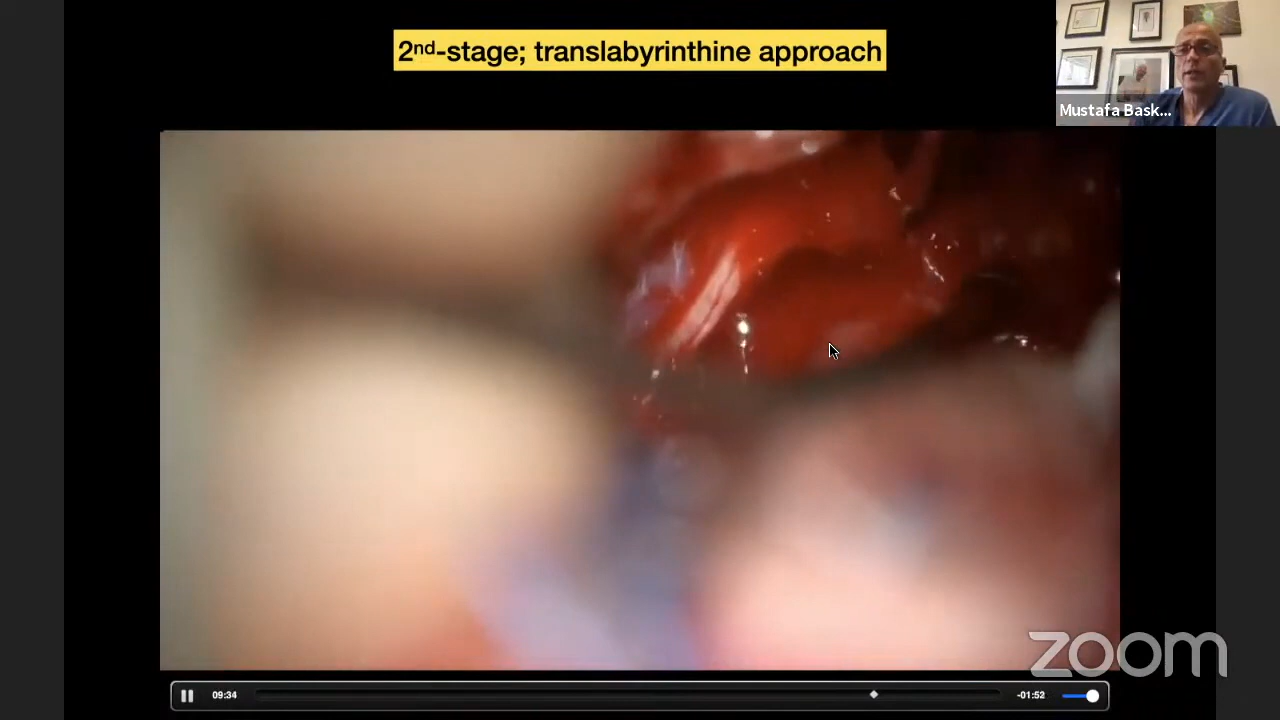 2nd-stage; translabyrinthine approach
Mustafa Bask...
zoom
09:34
-01:52